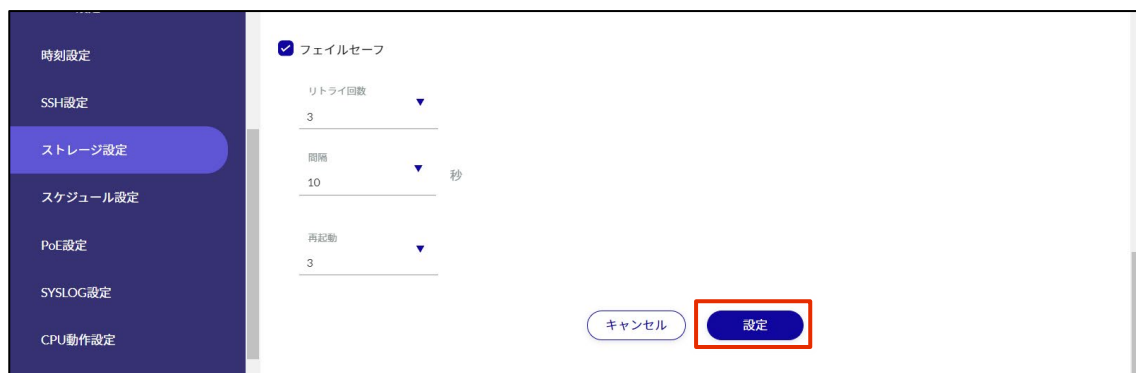 時刻設定
SSH設定
ストレージ設定
スケジュール設定
PoE設定
SYSLOG設定
CPU動作設定
フェイルセーフ
リトライ回数
3
間隔
10
秒
再起動
3
キャンセル
設定